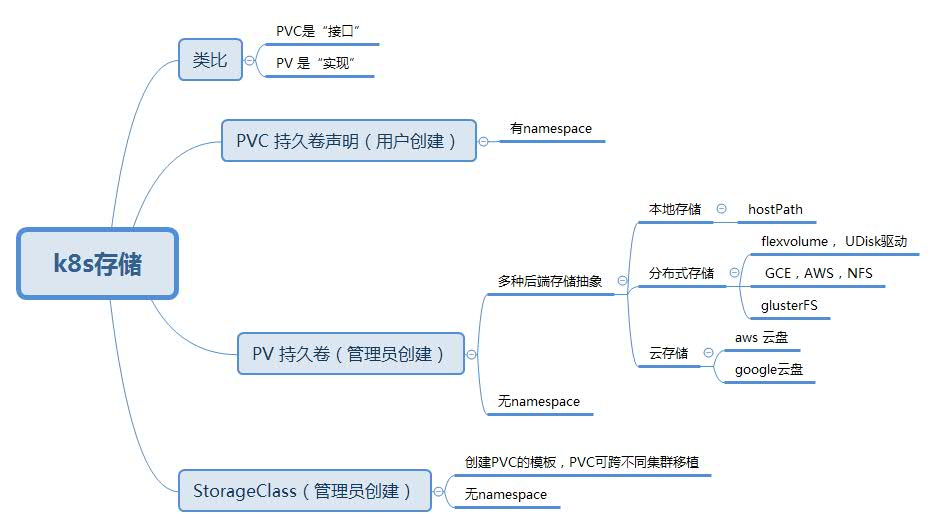 k8s存储
类比
PVC是“接口”
PV 是“实现”
PVC 持久卷声明（用户创建）
有namespace
PV 持久卷（管理员创建）
多种后端存储抽象
本地存储
hostPath
分布式存储
flexvolume， UDisk驱动
GCE，AWS，NFS
glusterFS
云存储
aws 云盘
google云盘
无namespace
StorageClass（管理员创建）
创建PVC的模板，PVC可跨不同集群移植
无namespace